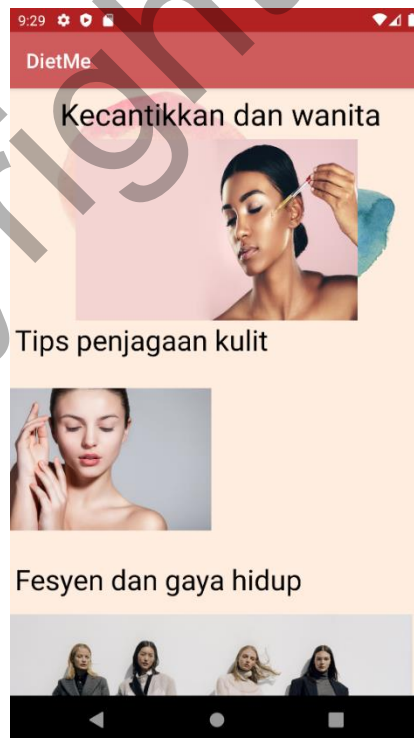 9:29
DietMe
Kecantikkan dan wanita
Tips penjagaan kulit
Fesyen dan gaya hidup